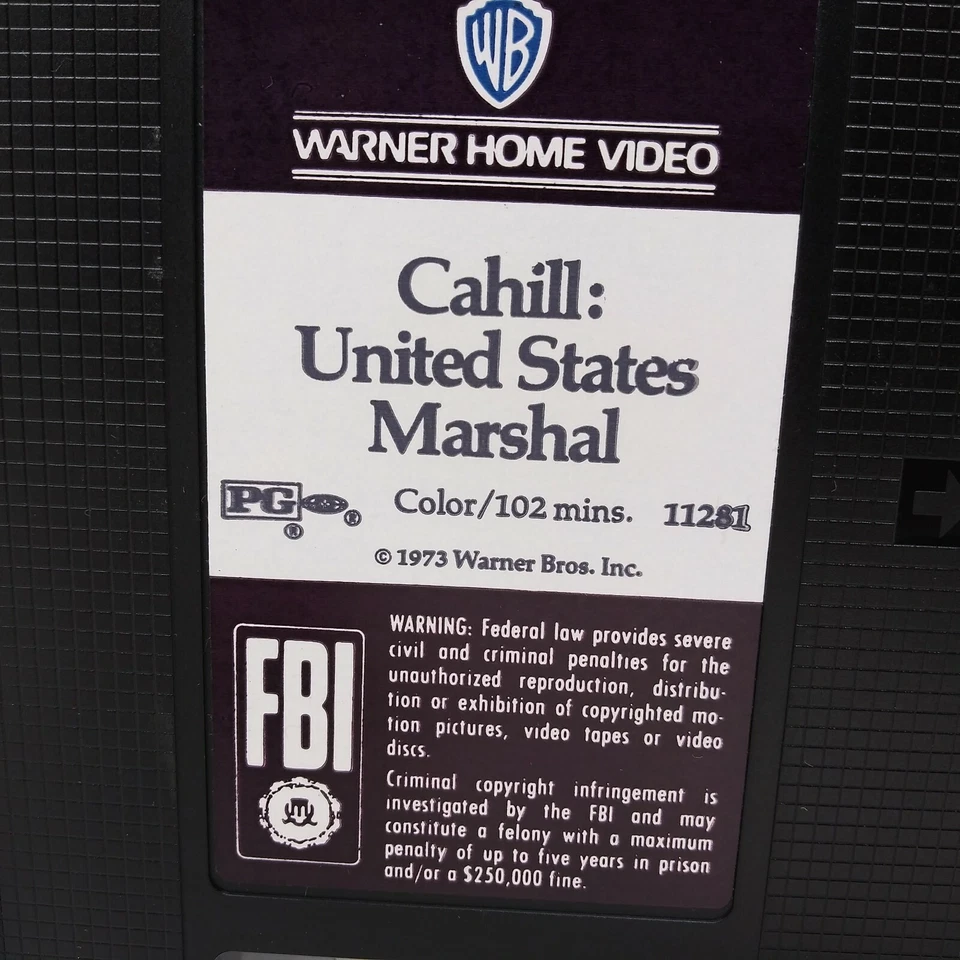 WB
WARNER HOME VIDEO
Cahill:
United States
Marshal
PG ® ® Color/102 mins. 11281
© 1973 Warner Bros. Inc.
FBI
WARNING: Federal law provides severe
civil and criminal penalties for the
unauthorized reproduction, distribu-
tion or exhibition of copyrighted mo-
tion pictures, video tapes or video
discs.
Criminal copyright infringement is
investigated by the FBI and may
constitute a felony with a maximum
penalty of up to five years in prison
and/or a $250,000 fine.